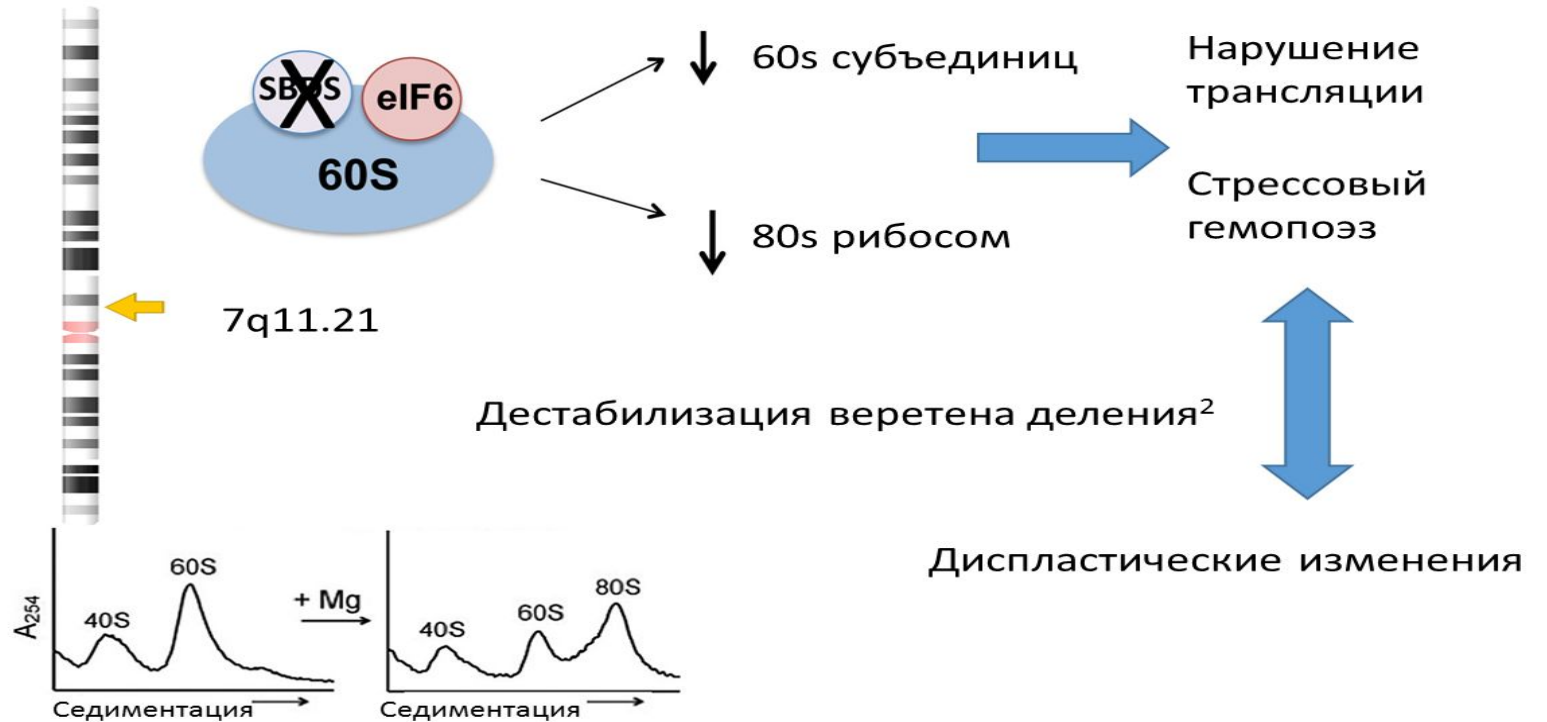 SBDS
eIF6
60S
60s субъединиц
80s рибосом
Нарушение
трансляции
Стрессовый
гемопоэз
7q11.21
Дестабилизация веретена деления²
Диспластические изменения
A254
40S
60S
Седиментация
+ Mg
40S
60S
80S
Седиментация